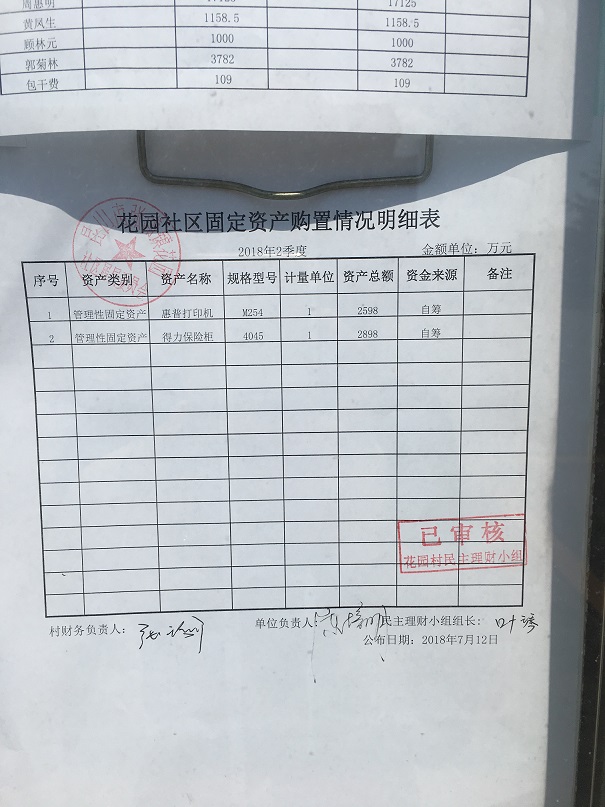 周惠明 17125 17125
黄凤生 1158.5 1158.5
顾林元 1000 1000
郭菊林 3782 3782
包干费 109 109
花园社区固定资产购置情况明细表
2018年2季度 金额单位：万元
序号 资产类别 资产名称 规格型号 计量单位 资产总额 资金来源 备注
1 管理性固定资产 惠普打印机 M254 1 2598 自筹
2 管理性固定资产 得力保险柜 4045 1 2898 自筹
已审核
花园村民主理财小组
村财务负责人： 单位负责人： 民主理财小组组长：
公布日期：2018年7月12日